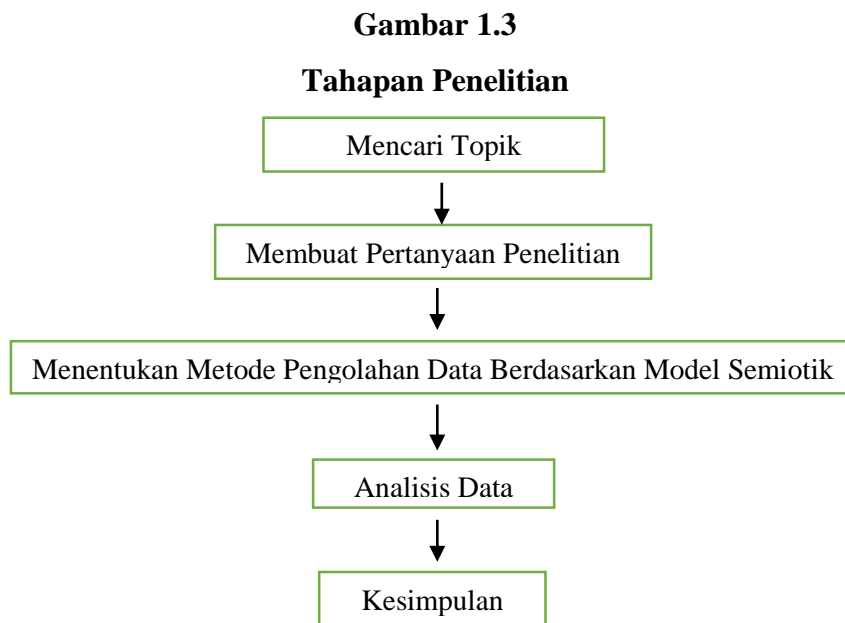 Gambar 1.3
Tahapan Penelitian
Mencari Topik
Membuat Pertanyaan Penelitian
Menentukan Metode Pengolahan Data Berdasarkan Model Semiotik
Analisis Data
Kesimpulan